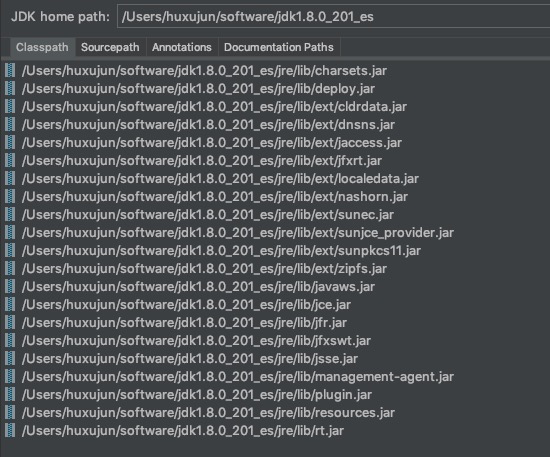 JDK home path: /Users/huxujun/software/jdk1.8.0_201_es
Classpath Sourcepath Annotations Documentation Paths
/Users/huxujun/software/jdk1.8.0_201_es/jre/lib/charsets.jar
/Users/huxujun/software/jdk1.8.0_201_es/jre/lib/deploy.jar
/Users/huxujun/software/jdk1.8.0_201_es/jre/lib/ext/cldrdata.jar
/Users/huxujun/software/jdk1.8.0_201_es/jre/lib/ext/dnsns.jar
/Users/huxujun/software/jdk1.8.0_201_es/jre/lib/ext/jaccess.jar
/Users/huxujun/software/jdk1.8.0_201_es/jre/lib/ext/jfxrt.jar
/Users/huxujun/software/jdk1.8.0_201_es/jre/lib/ext/localedata.jar
/Users/huxujun/software/jdk1.8.0_201_es/jre/lib/ext/nashorn.jar
/Users/huxujun/software/jdk1.8.0_201_es/jre/lib/ext/sunec.jar
/Users/huxujun/software/jdk1.8.0_201_es/jre/lib/ext/sunjce_provider.jar
/Users/huxujun/software/jdk1.8.0_201_es/jre/lib/ext/sunpkcs11.jar
/Users/huxujun/software/jdk1.8.0_201_es/jre/lib/ext/zipfs.jar
/Users/huxujun/software/jdk1.8.0_201_es/jre/lib/javaws.jar
/Users/huxujun/software/jdk1.8.0_201_es/jre/lib/jce.jar
/Users/huxujun/software/jdk1.8.0_201_es/jre/lib/jfr.jar
/Users/huxujun/software/jdk1.8.0_201_es/jre/lib/jfxswt.jar
/Users/huxujun/software/jdk1.8.0_201_es/jre/lib/jsse.jar
/Users/huxujun/software/jdk1.8.0_201_es/jre/lib/management-agent.jar
/Users/huxujun/software/jdk1.8.0_201_es/jre/lib/plugin.jar
/Users/huxujun/software/jdk1.8.0_201_es/jre/lib/resources.jar
/Users/huxujun/software/jdk1.8.0_201_es/jre/lib/rt.jar